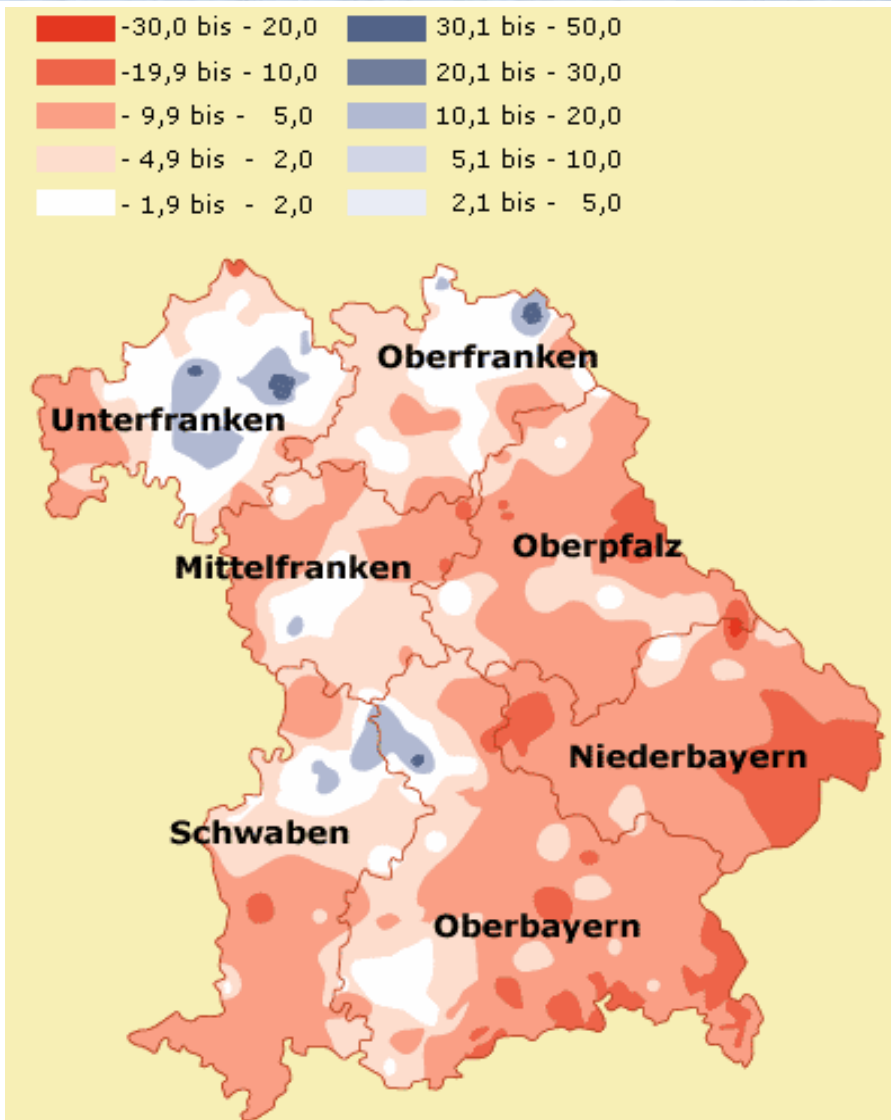 -30,0 bis - 20,0 30,1 bis - 50,0
-19,9 bis - 10,0 20,1 bis - 30,0
- 9,9 bis - 5,0 10,1 bis - 20,0
- 4,9 bis - 2,0 5,1 bis - 10,0
- 1,9 bis - 2,0 2,1 bis - 5,0
Oberfranken
Unterfranken
Oberpfalz
Mittelfranken
Niederbayern
Schwaben
Oberbayern